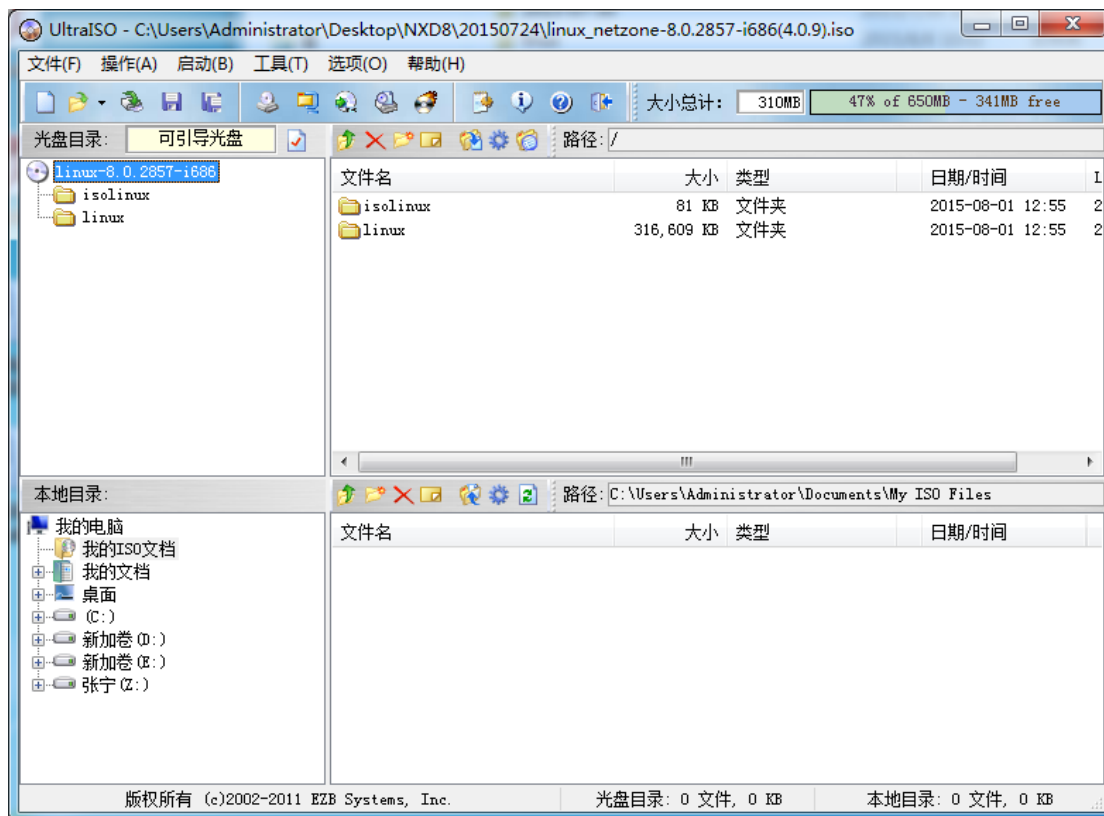 UltraISO - C:\Users\Administrator\Desktop\NXD8\20150724\linux_netzone-8.0.2857-i686(4.0.9).iso
文件(F) 操作(A) 启动(B) 工具(T) 选项(O) 帮助(H)
大小总计: 310MB 47% of 650MB - 341MB free
光盘目录: 可引导光盘 路径: /
linux-8.0.2857-i686
isolinux
linux
文件名 大小 类型 日期/时间 L
isolinux 81 KB 文件夹 2015-08-01 12:55 2
linux 316,609 KB 文件夹 2015-08-01 12:55 2
本地目录: 路径: C:\Users\Administrator\Documents\My ISO Files
我的电脑
我的ISO文档
我的文档
桌面
(C:)
新加卷(D:)
新加卷(E:)
张宁(Z:)
文件名 大小 类型 日期/时间
版权所有 (c)2002-2011 EZB Systems, Inc. 光盘目录: 0 文件, 0 KB 本地目录: 0 文件, 0 KB